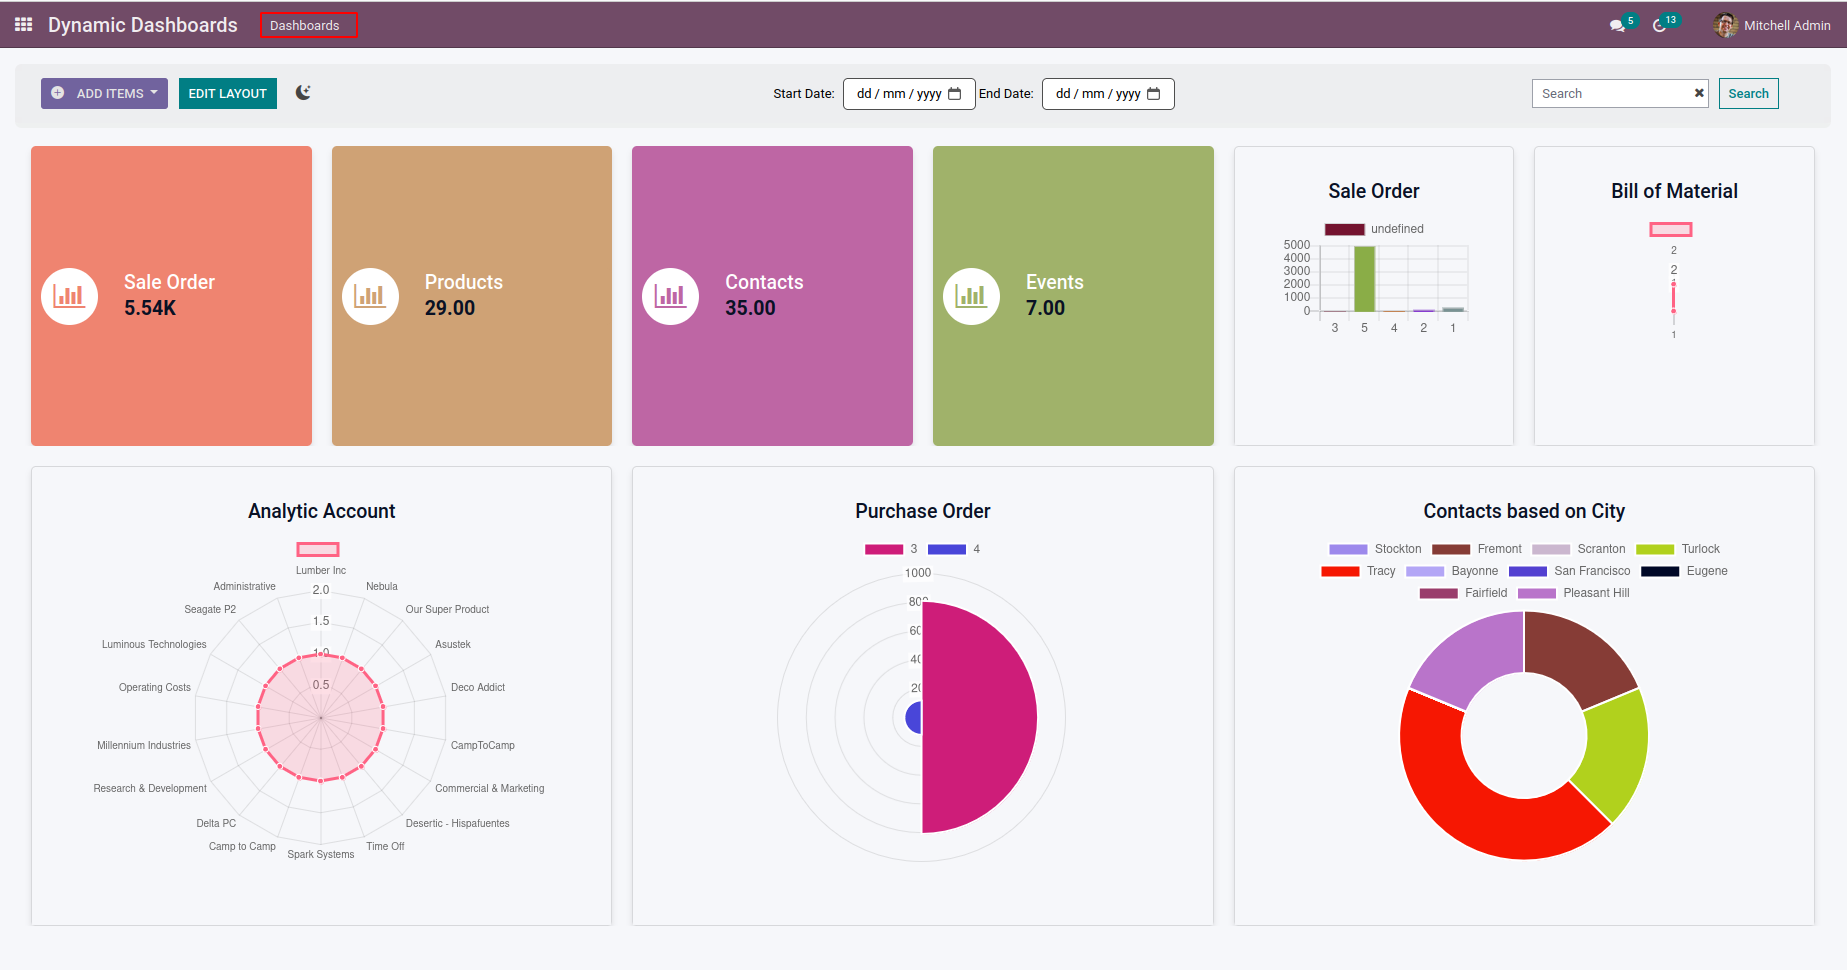 Dynamic Dashboards Dashboards 5 13 Mitchell Admin
ADD ITEMS EDIT LAYOUT Start Date: dd / mm / yyyy End Date: dd / mm / yyyy Search Search
Sale Order
5.54K
Products
29.00
Contacts
35.00
Events
7.00
Sale Order
undefined
5000
4000
3000
2000
1000
0
3 5 4 2 1
Bill of Material
2
2
1
Analytic Account
Lumber Inc
Administrative 2.0 Nebula
Seagate P2 Our Super Product
1.5
Luminous Technologies 1.0 Asustek
Operating Costs 0.5 Deco Addict
Millennium Industries CampToCamp
Research & Development Commercial & Marketing
Delta PC Desertic - Hispafuentes
Camp to Camp Spark Systems Time Off
Purchase Order
3 4
1000
800
Contacts based on City
Stockton Fremont Scranton Turlock
Tracy Bayonne San Francisco Eugene
Fairfield Pleasant Hill